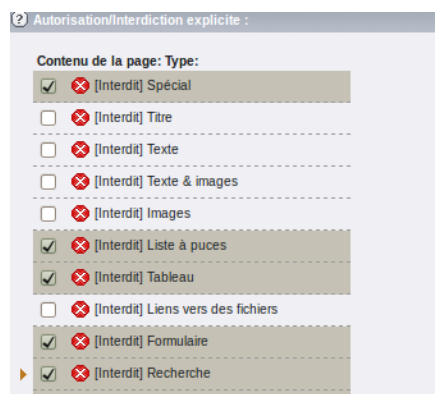 ? Autorisation/Interdiction explicite :
Contenu de la page: Type:
[Interdit] Spécial
[Interdit] Titre
[Interdit] Texte
[Interdit] Texte & images
[Interdit] Images
[Interdit] Liste à puces
[Interdit] Tableau
[Interdit] Liens vers des fichiers
[Interdit] Formulaire
[Interdit] Recherche